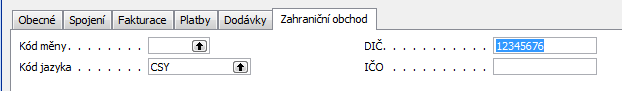 Obecné Spojení Fakturace Platby Dodávky Zahraniční obchod
Kód měny. . . . . . . . DIČ. . . . . . . . . . . 12345676
Kód jazyka . . . . . . . CSY IČO . . . . . . . . . . .